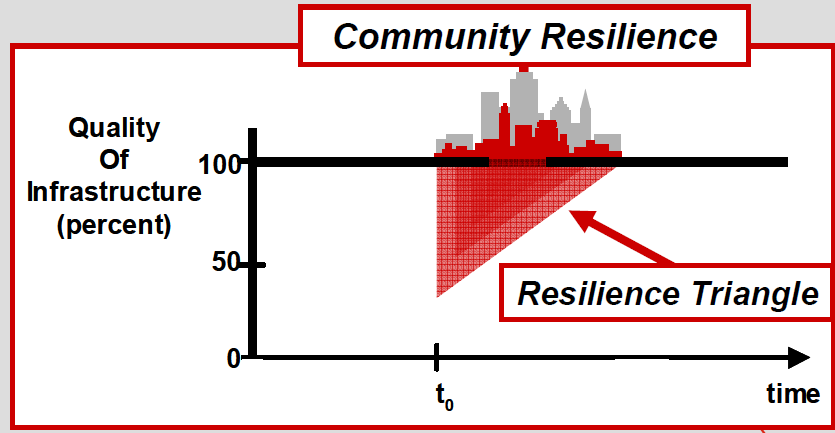 Community Resilience
Quality
Of
Infrastructure
(percent)
100
50
0
Resilience Triangle
t₀
time